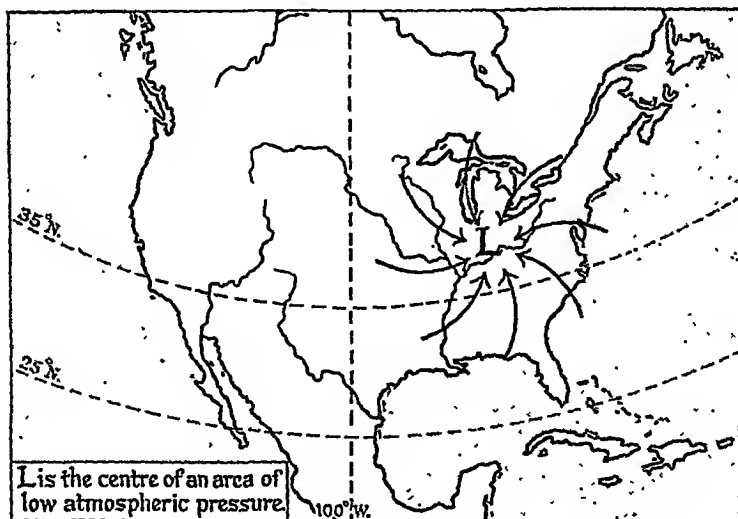 35°N.
L
25°N.
L is the centre of an area of
low atmospheric pressure.
100°W.